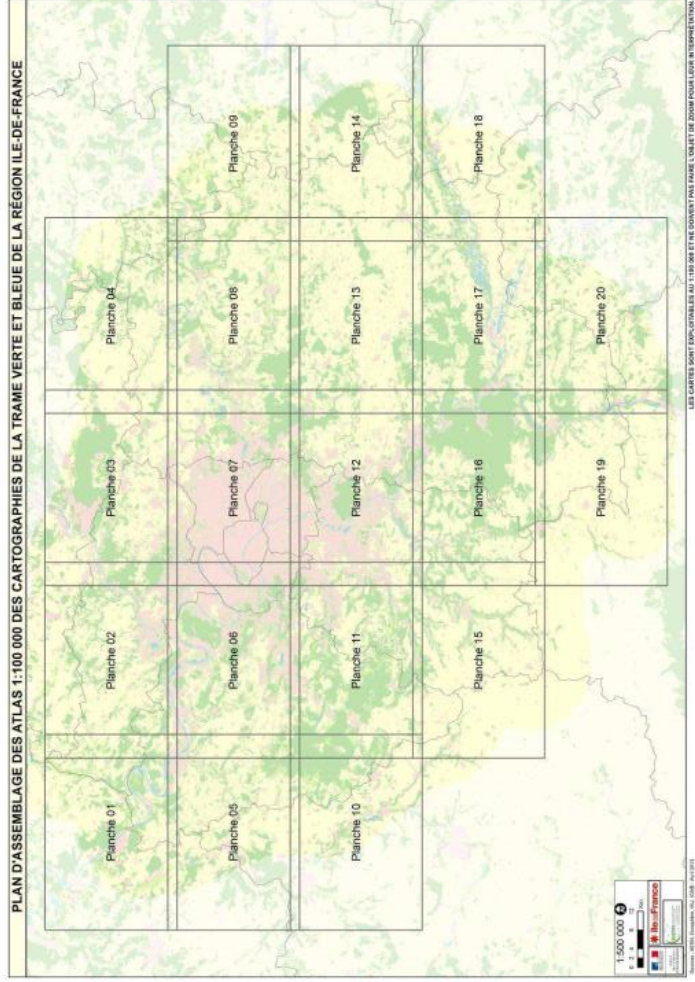 PLAN D'ASSEMBLAGE DES ATLAS 1:100 000 DES CARTOGRAPHIES DE LA TRAME VERTE ET BLEUE DE LA RÉGION ILE-DE-FRANCE
Planche 01
Planche 02
Planche 03
Planche 04
Planche 05
Planche 06
Planche 07
Planche 08
Planche 09
Planche 10
Planche 11
Planche 12
Planche 13
Planche 14
Planche 15
Planche 16
Planche 17
Planche 18
Planche 19
Planche 20
1:500 000
île de France
LES CARTES SONT EXPLOITABLES AU 1:100 000 ET NE DOIVENT PAS FAIRE L'OBJET DE ZOOM POUR LEUR INTERPRÉTATION.